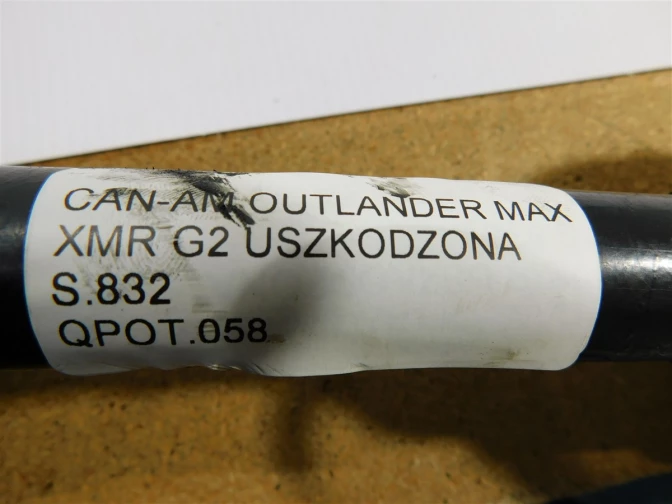 CAN-AM OUTLANDER MAX
XMR G2 USZKODZONA
S.832
QPOT.058